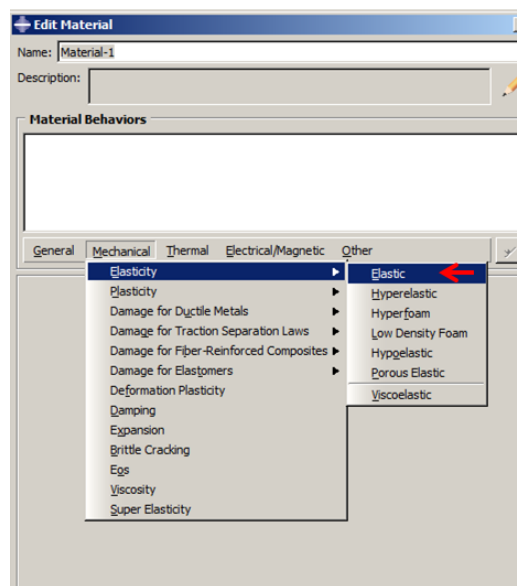 Edit Material
Name: Material-1
Description:
Material Behaviors
General Mechanical Thermal Electrical/Magnetic Other
Elasticity
Plasticity
Damage for Ductile Metals
Damage for Traction Separation Laws
Damage for Fiber-Reinforced Composites
Damage for Elastomers
Deformation Plasticity
Damping
Expansion
Brittle Cracking
Eos
Viscosity
Super Elasticity
Elastic
Hyperelastic
Hyperfoam
Low Density Foam
Hypoelastic
Porous Elastic
Viscoelastic